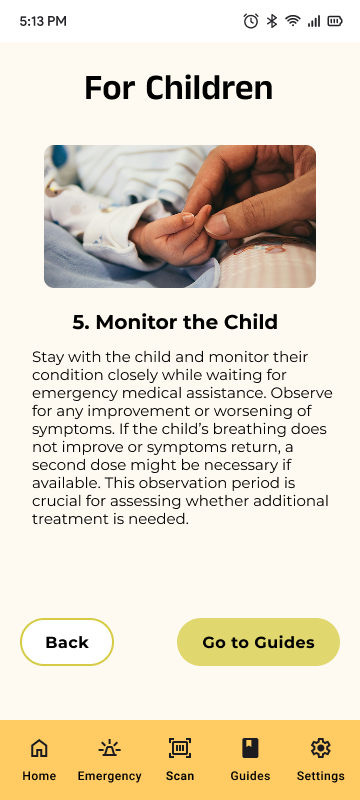 5:13 PM
For Children
5. Monitor the Child
Stay with the child and monitor their
condition closely while waiting for
emergency medical assistance. Observe
for any improvement or worsening of
symptoms. If the child's breathing does
not improve or symptoms return, a
second dose might be necessary if
available. This observation period is
crucial for assessing whether additional
treatment is needed.
Back
Go to Guides
Home
Emergency
Scan
Guides
Settings